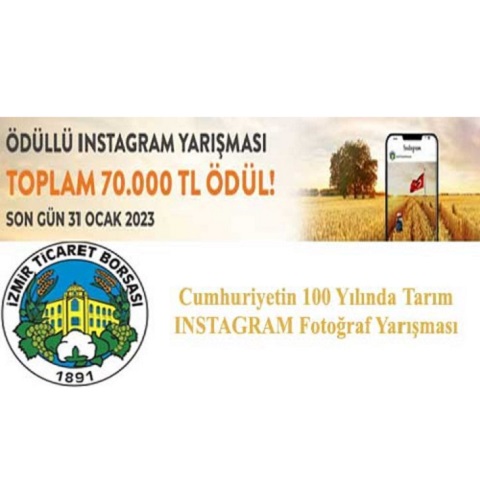 ÖDÜLLÜ INSTAGRAM YARIŞMASI
TOPLAM 70.000 TL ÖDÜL!
SON GÜN 31 OCAK 2023
Instagram
İZMİR TİCARET BORSASI
1891
Cumhuriyetin 100 Yılında Tarım
INSTAGRAM Fotoğraf Yarışması